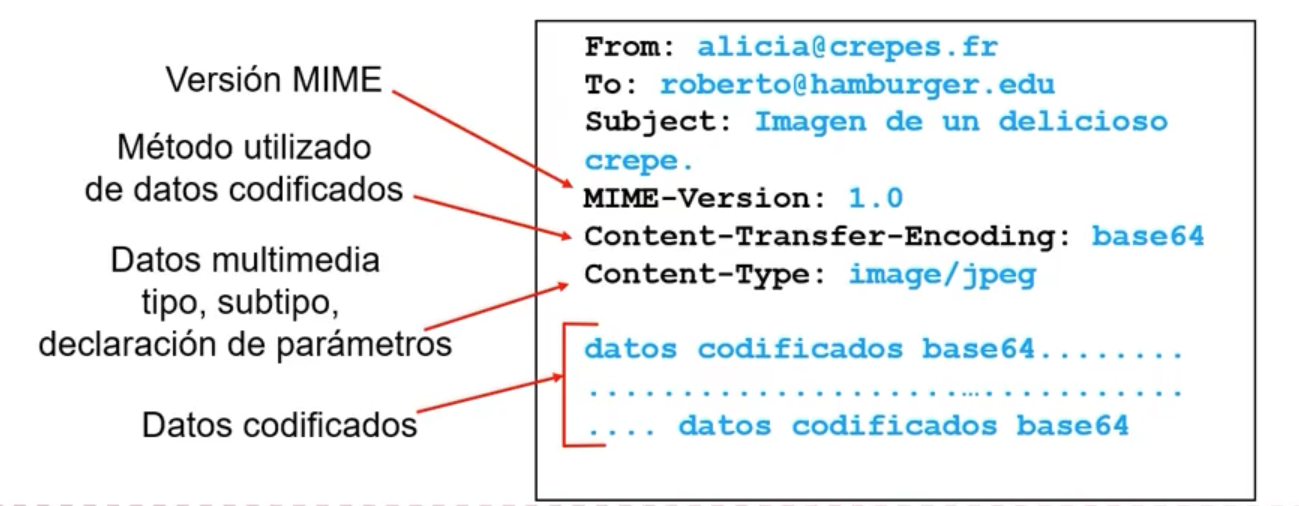 Versión MIME
Método utilizado
de datos codificados
Datos multimedia
tipo, subtipo,
declaración de parámetros
Datos codificados
From: alicia@crepes.fr
To: roberto@hamburger.edu
Subject: Imagen de un delicioso
crepe.
MIME-Version: 1.0
Content-Transfer-Encoding: base64
Content-Type: image/jpeg
datos codificados base64........
.......................…...........
.... datos codificados base64